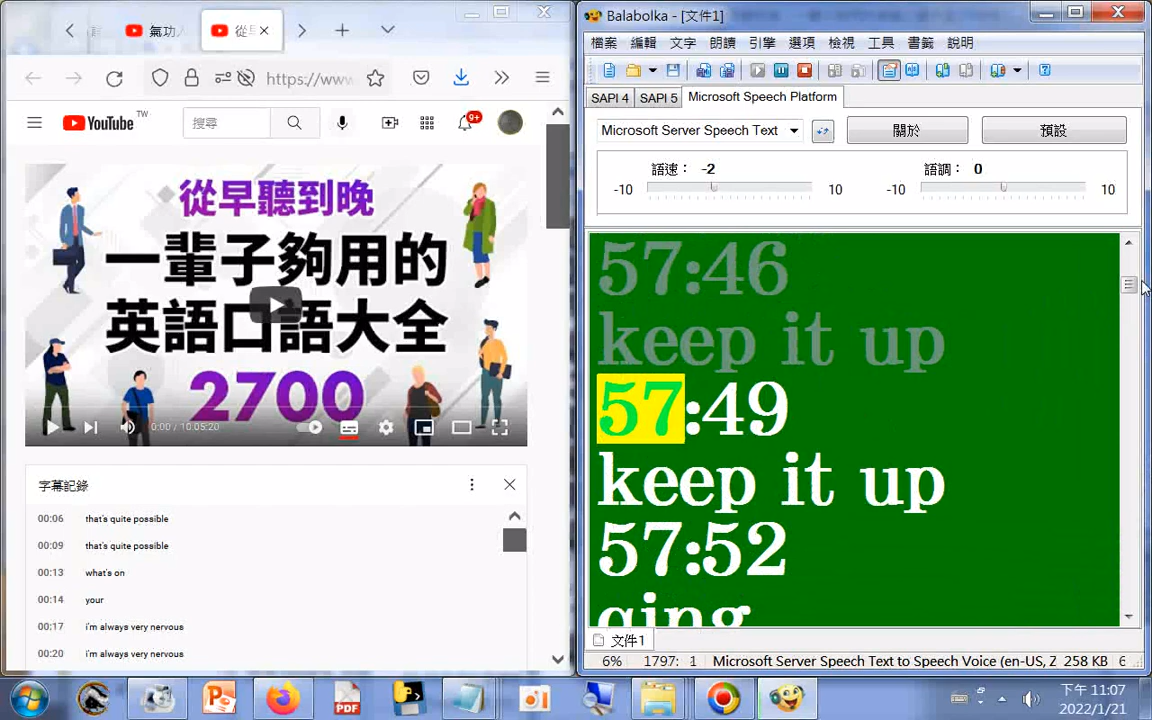 氣功
從
https://www
YouTube TW
搜尋
9+
從早聽到晚
一輩子夠用的
英語口語大全
2700
0:00 / 10:05:20
字幕記錄
00:06 that's quite possible
00:09 that's quite possible
00:13 what's on
00:14 your
00:17 i'm always very nervous
00:20 i'm always very nervous
Balabolka - [文件1]
檔案 編輯 文字 朗讀 引擎 選項 檢視 工具 書籤 說明
SAPI 4 SAPI 5 Microsoft Speech Platform
Microsoft Server Speech Text 關於 預設
語速： -2 語調： 0
-10 10 -10 10
57:46
keep it up
57:49
keep it up
57:52
qing
文件1
6% 1797: 1 Microsoft Server Speech Text to Speech Voice (en-US, Z 258 KB 6
PDF
下午 11:07
2022/1/21